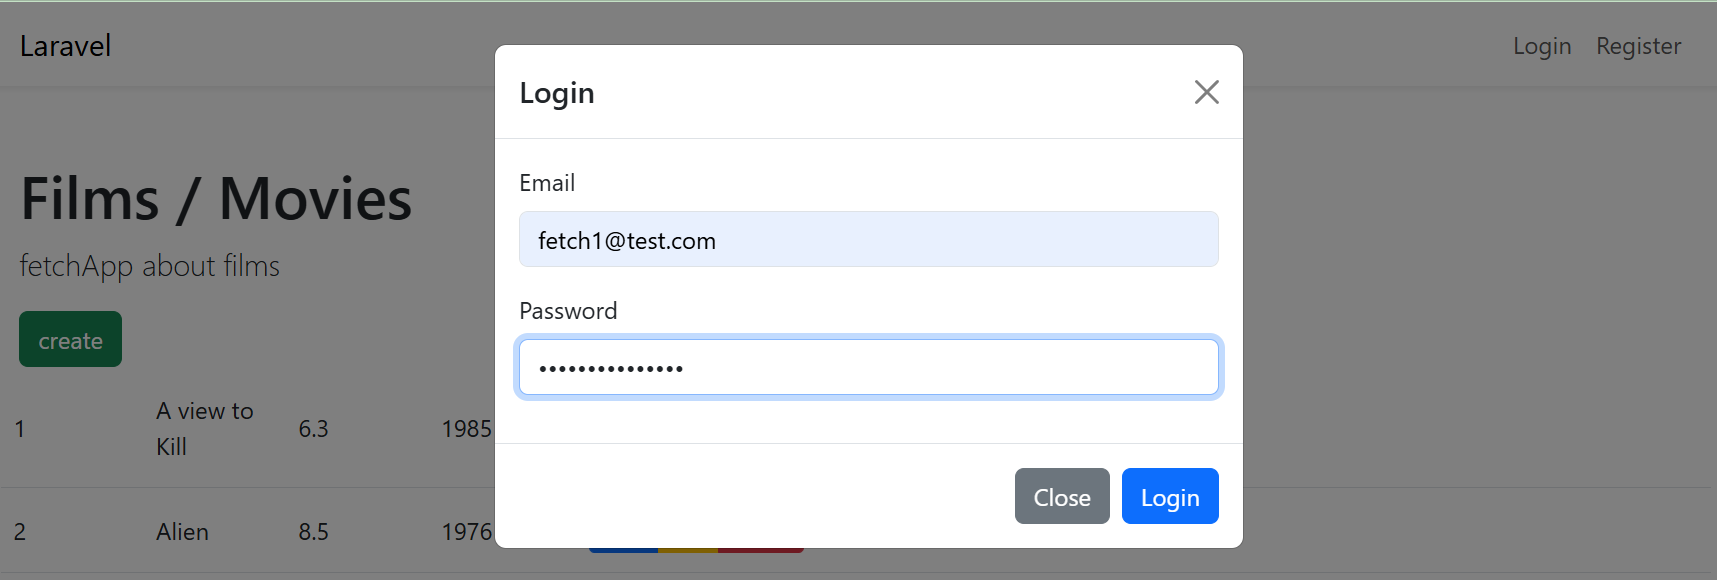 Laravel
Login Register
Login
Email
fetch1@test.com
Password
•••••••••••••••
Close Login
Films / Movies
fetchApp about films
create
1 A view to Kill 6.3 1985
2 Alien 8.5 1976